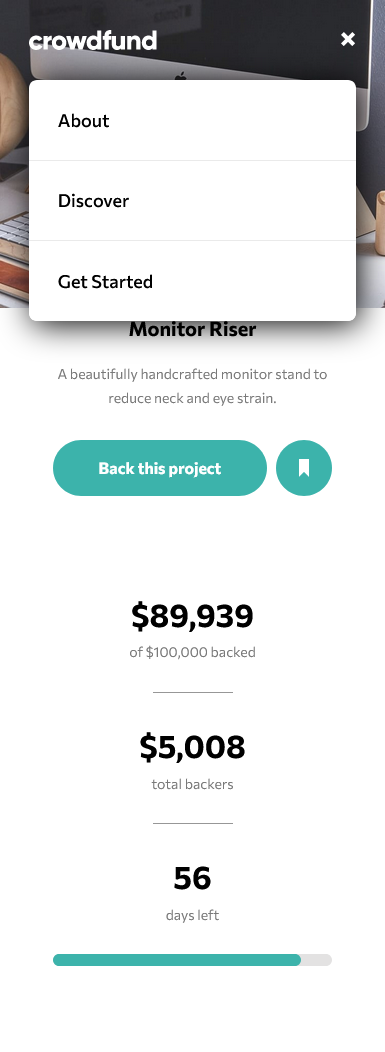 crowdfund
About
Discover
Get Started
Monitor Riser
A beautifully handcrafted monitor stand to
reduce neck and eye strain.
Back this project
$89,939
of $100,000 backed
$5,008
total backers
56
days left